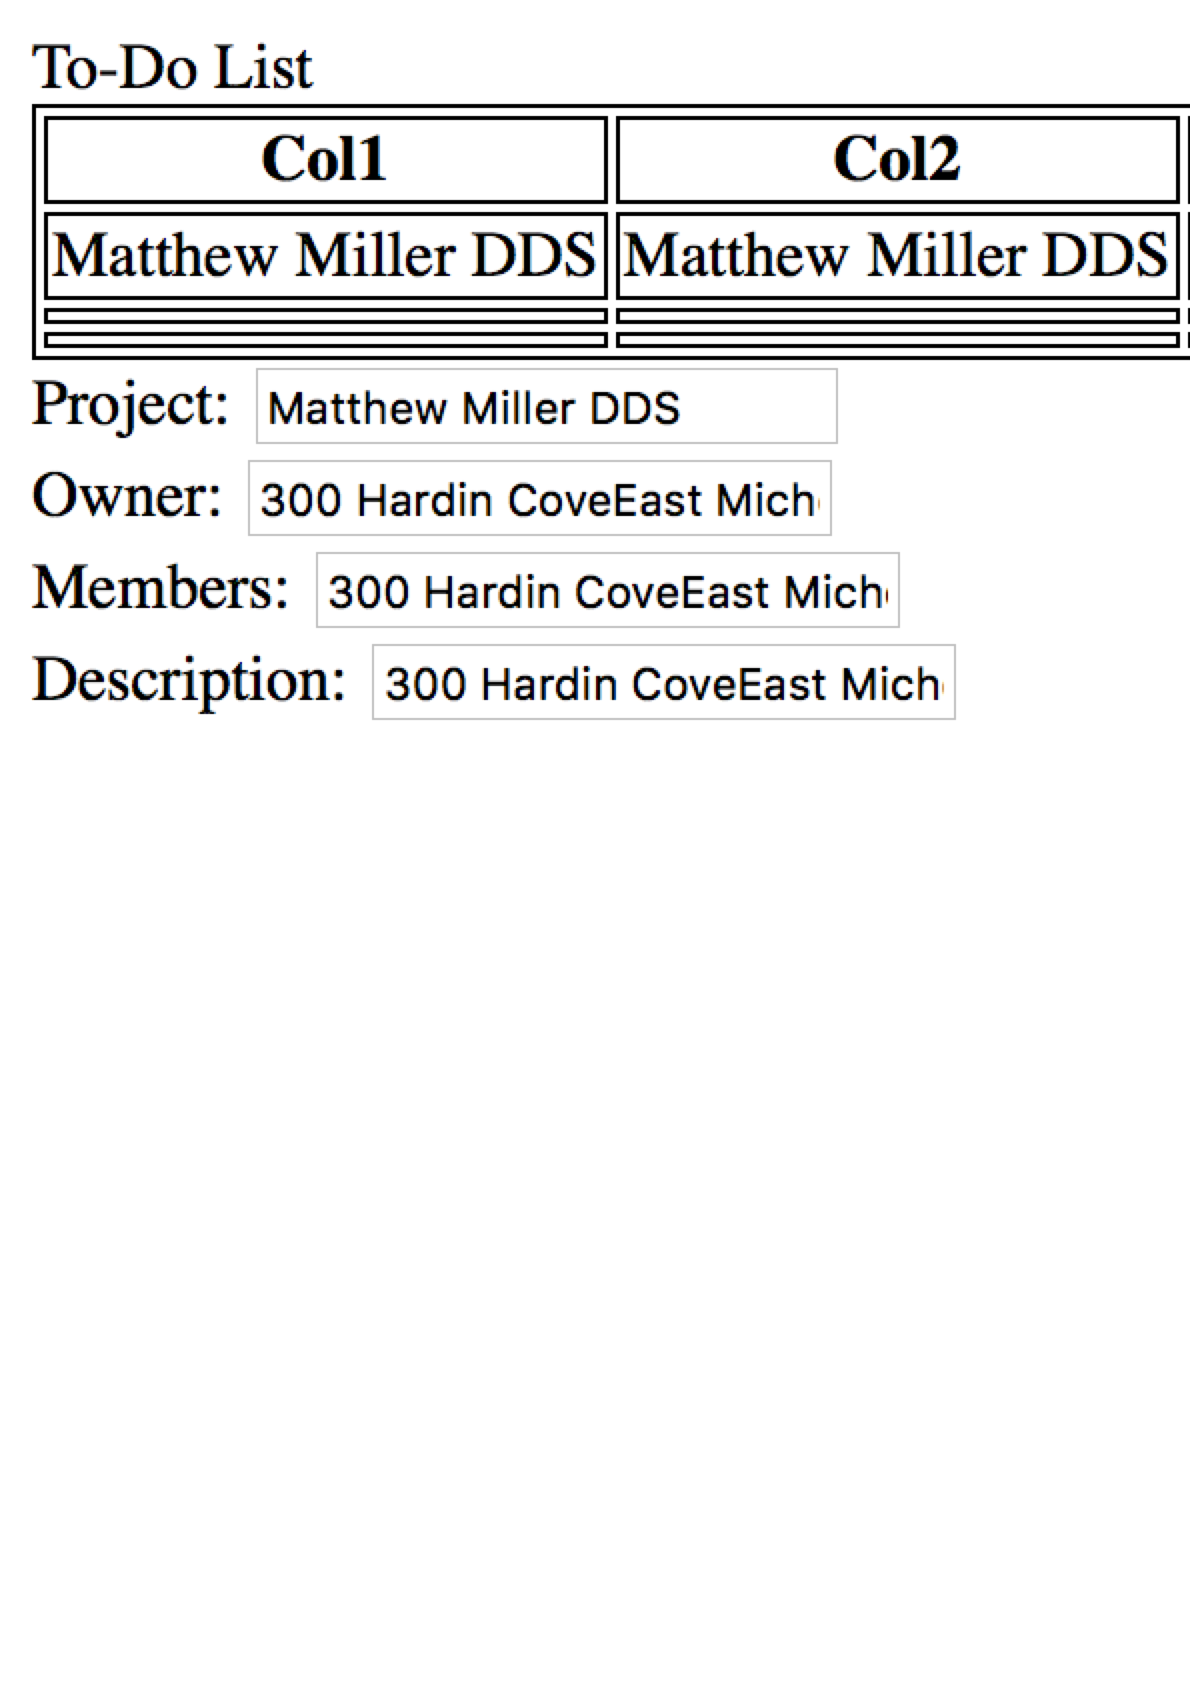 To-Do List
Col1 Col2
Matthew Miller DDS Matthew Miller DDS
Project: Matthew Miller DDS
Owner: 300 Hardin CoveEast Mich
Members: 300 Hardin CoveEast Mich
Description: 300 Hardin CoveEast Mich